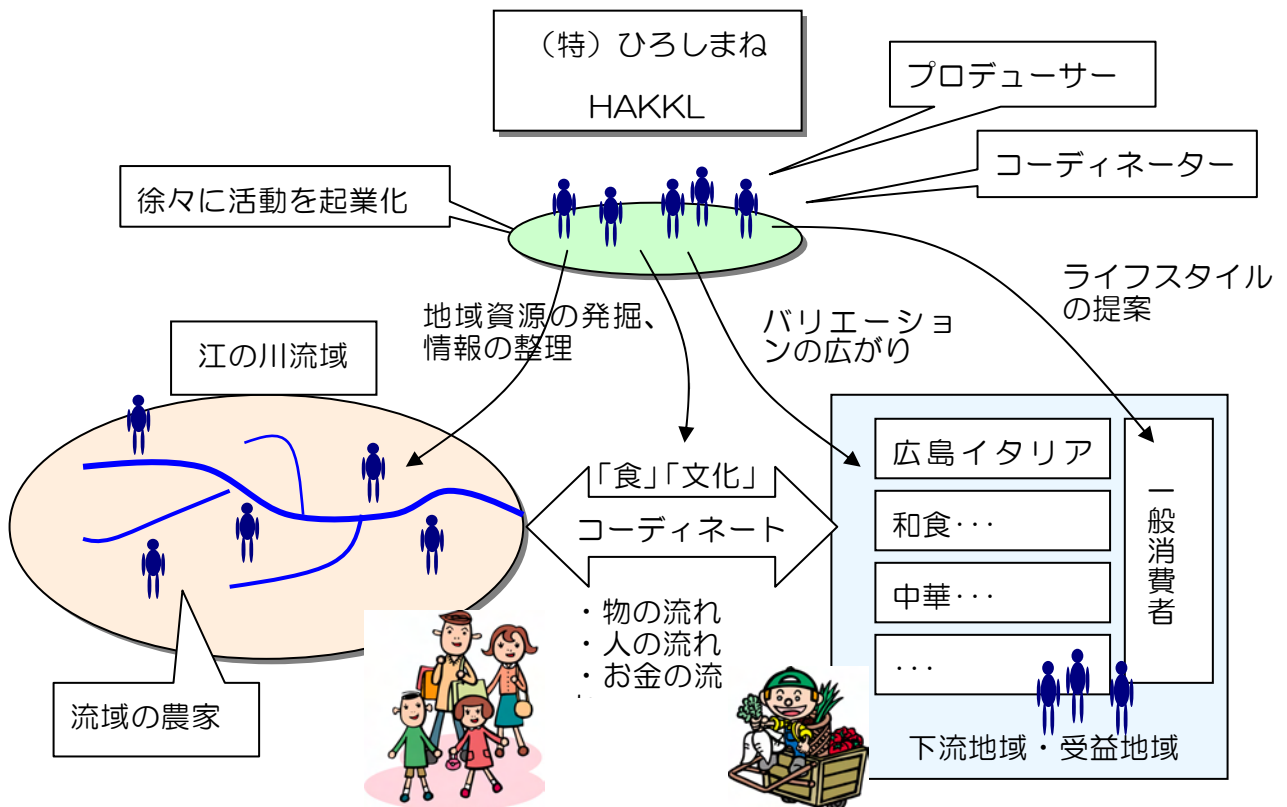 (特)ひろしまね
HAKKL
プロデューサー
コーディネーター
徐々に活動を起業化
ライフスタイル
の提案
地域資源の発掘、
情報の整理
バリエーショ
ンの広がり
江の川流域
「食」「文化」
コーディネート
広島イタリア
和食・・・
中華・・・
・・・
一般消費者
・物の流れ
・人の流れ
・お金の流
流域の農家
下流地域・受益地域